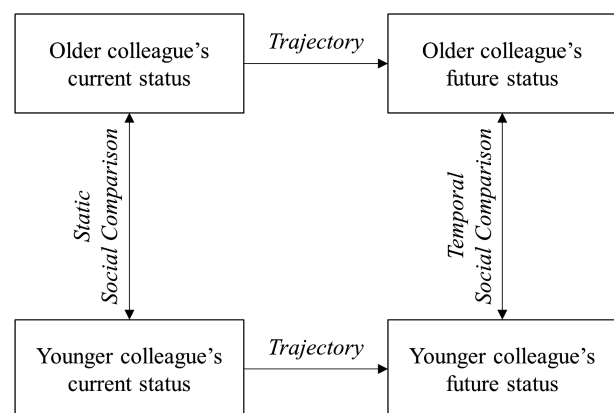 Older colleague's
current status
Trajectory
Older colleague's
future status
Static
Social Comparison
Temporal
Social Comparison
Younger colleague's
current status
Trajectory
Younger colleague's
future status